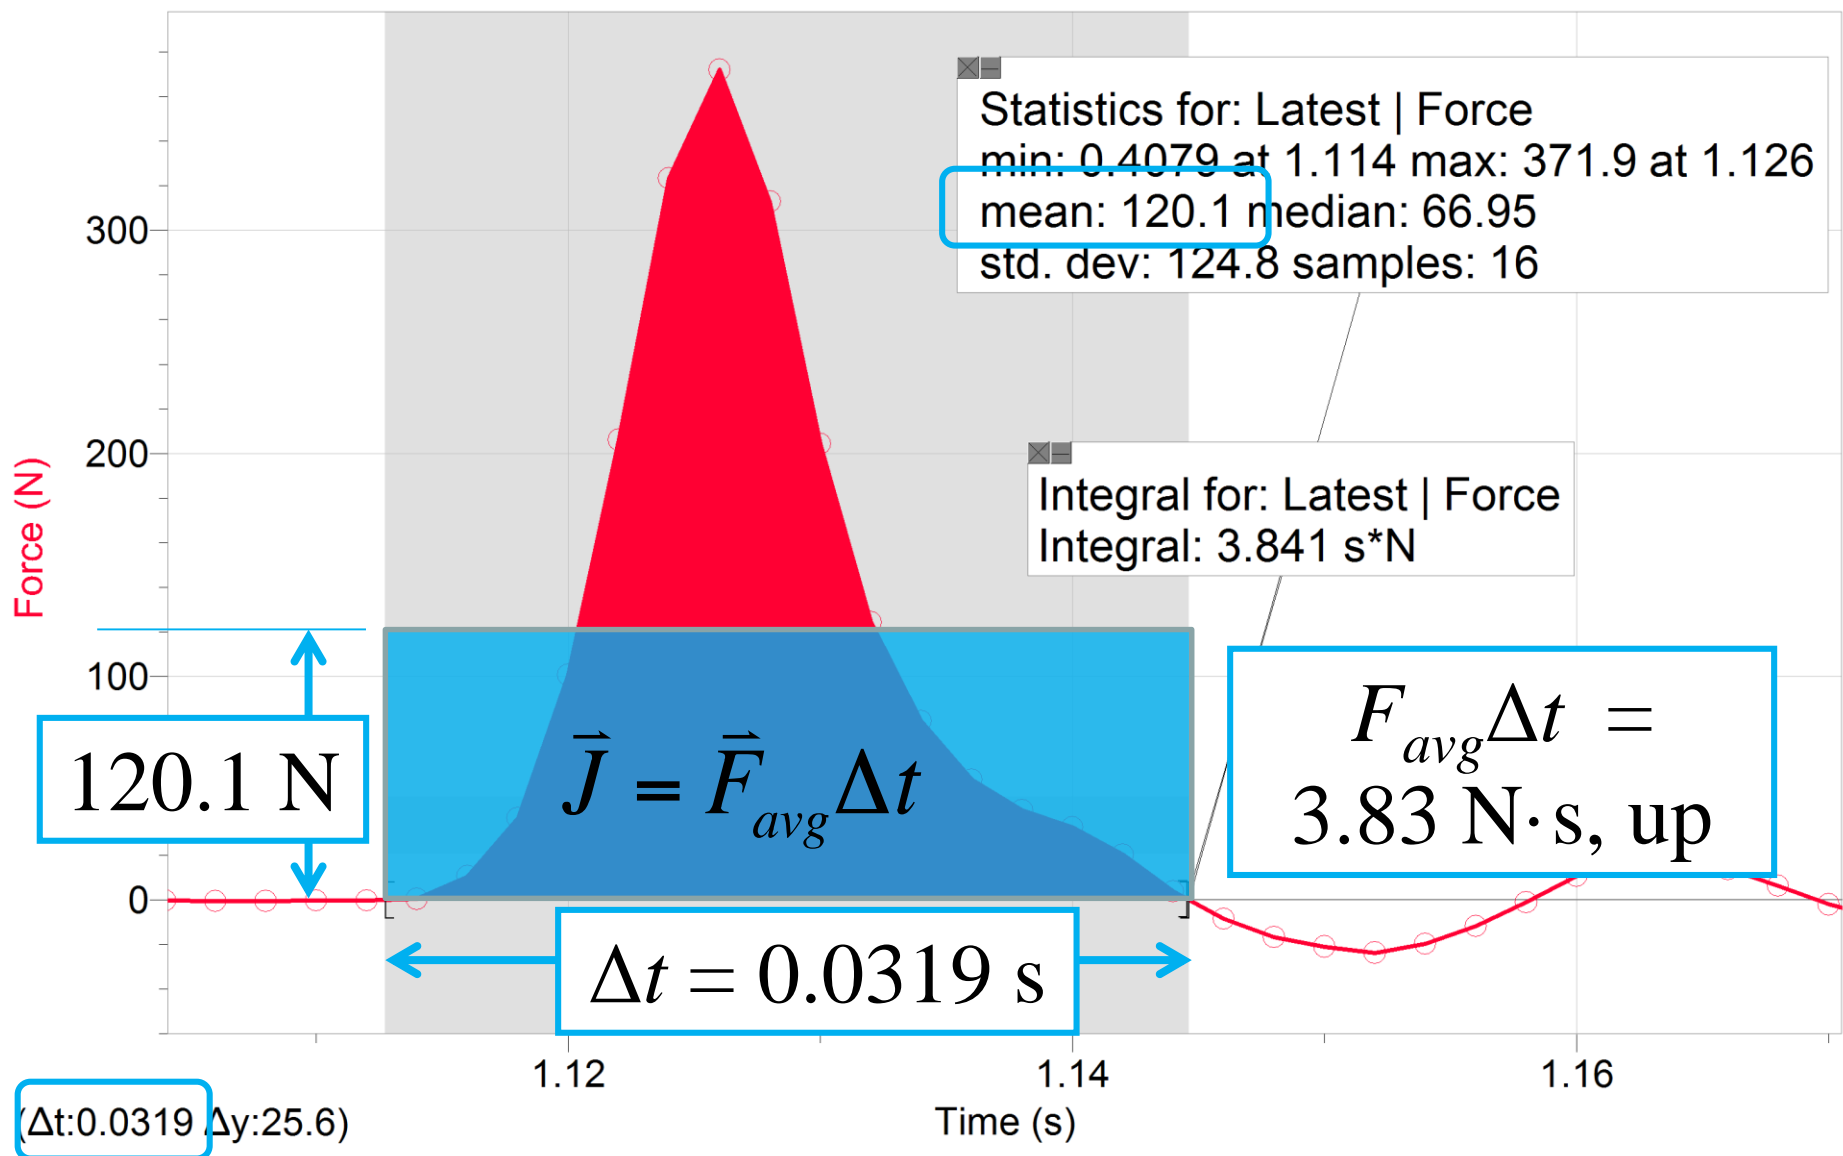 Statistics for: Latest | Force
min: 0.4079 at 1.114 max: 371.9 at 1.126
mean: 120.1 median: 66.95
std. dev: 124.8 samples: 16
300
200
100
0
Force (N)
Integral for: Latest | Force
Integral: 3.841 s*N
120.1 N
J⃗ = F⃗avgΔt
FavgΔt =
3.83 N·s, up
Δt = 0.0319 s
1.12 1.14 1.16
(Δt:0.0319 Δy:25.6)
Time (s)